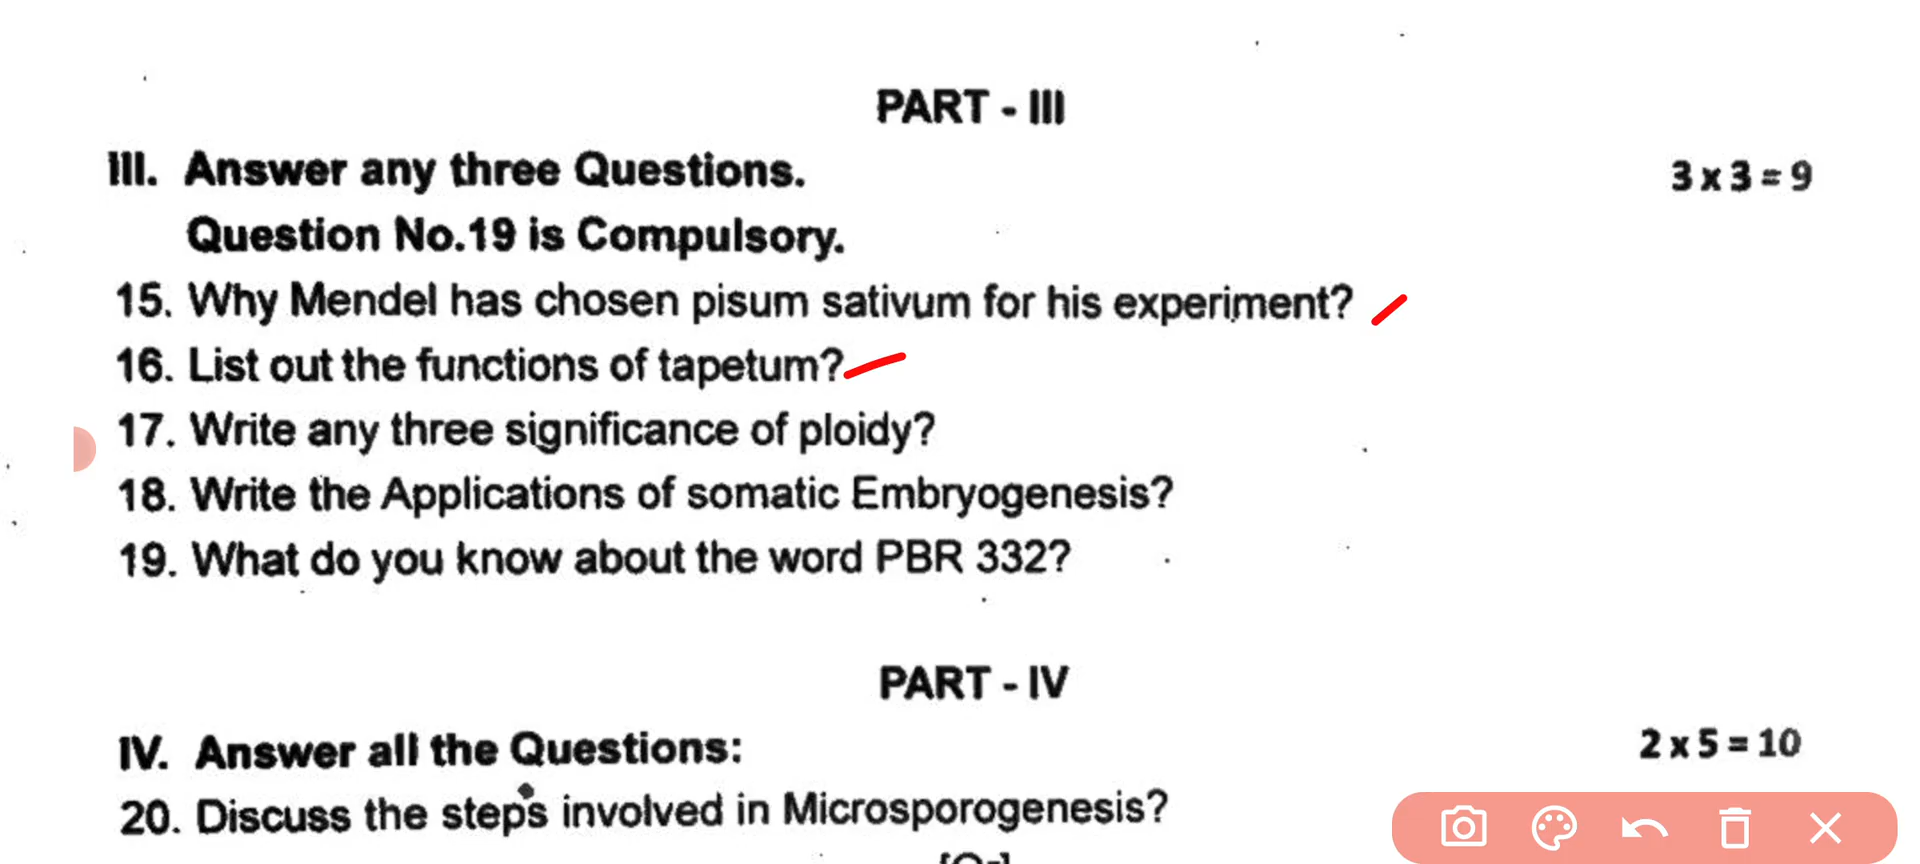 PART - III
III. Answer any three Questions. 3 x 3 = 9
Question No.19 is Compulsory.
15. Why Mendel has chosen pisum sativum for his experiment?
16. List out the functions of tapetum?
17. Write any three significance of ploidy?
18. Write the Applications of somatic Embryogenesis?
19. What do you know about the word PBR 332?
PART - IV
IV. Answer all the Questions: 2 x 5 = 10
20. Discuss the steps involved in Microsporogenesis?